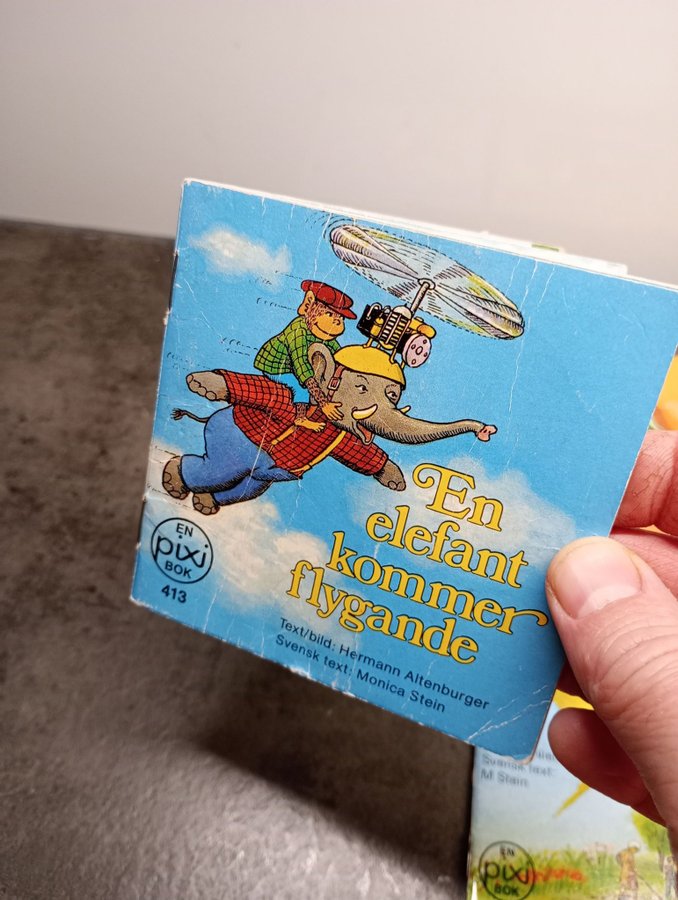 En
elefant
kommer
flygande
EN
pixi
BOK
413
Text/bild: Hermann Altenburger
Svensk text: Monica Stein
Svensk text:
M Stein
EN
pixi
BOK